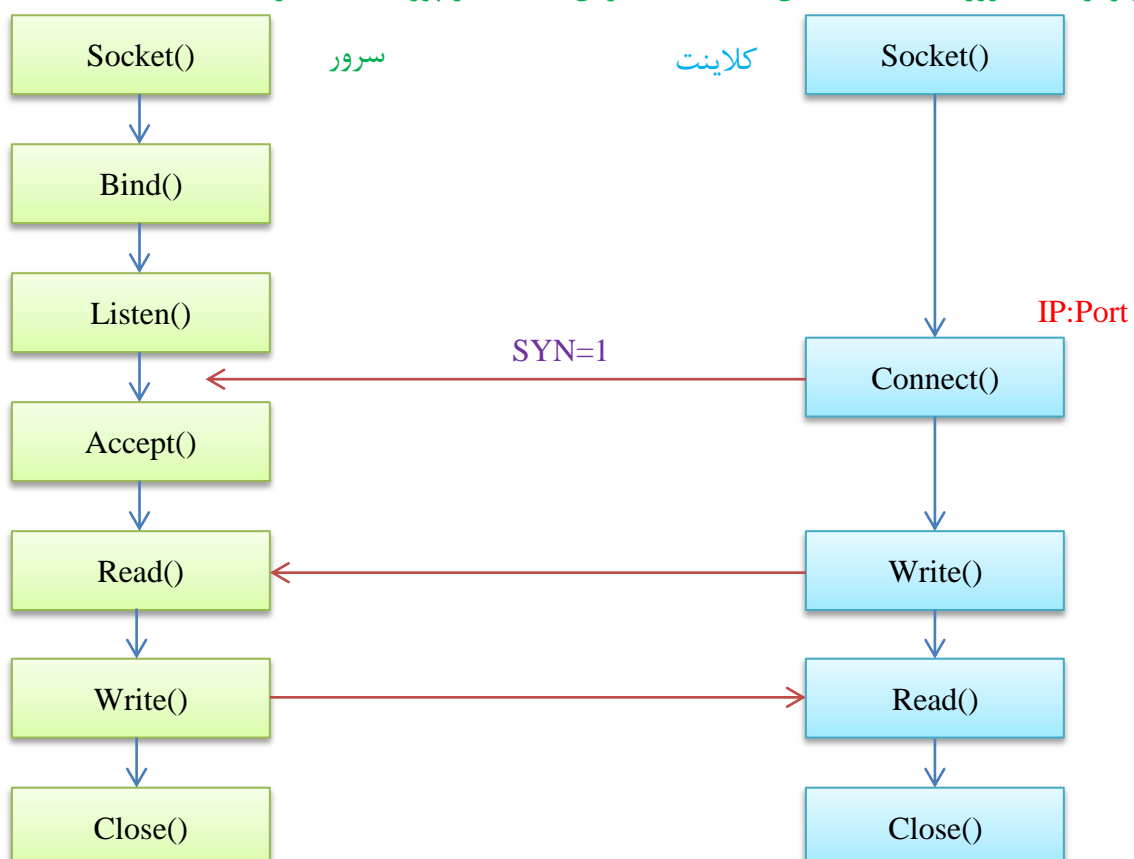 Socket() سرور کلاینت Socket()
Bind()
Listen() IP:Port
SYN=1
Connect()
Accept()
Read() Write()
Write() Read()
Close() Close()